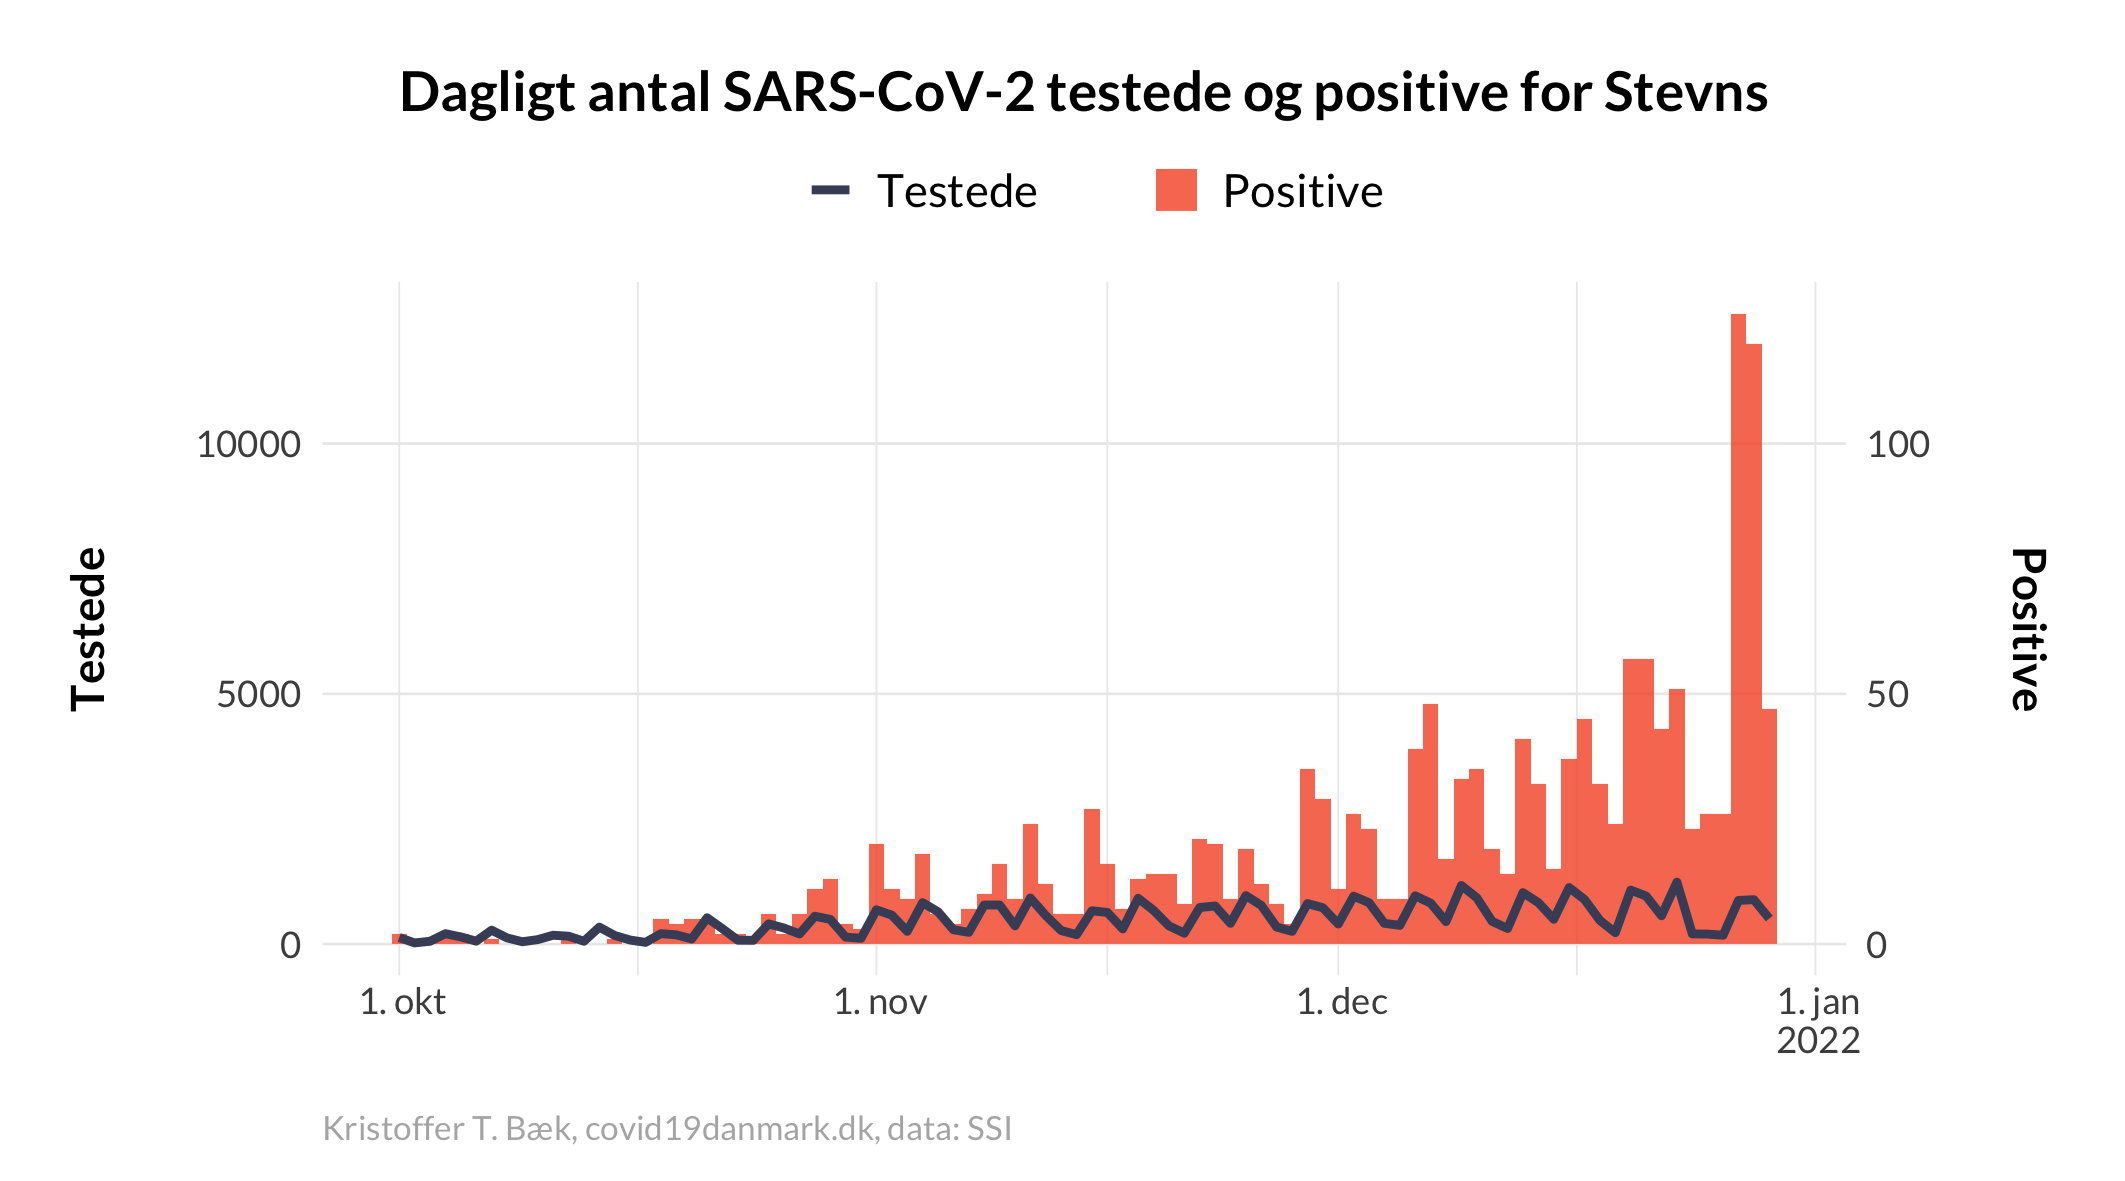 Dagligt antal SARS-CoV-2 testede og positive for Stevns
Testede
Positive
Testede
10000
5000
0
100
50
0
Positive
1. okt
1. nov
1. dec
1. jan
2022
Kristoffer T. Bæk, covid19danmark.dk, data: SSI